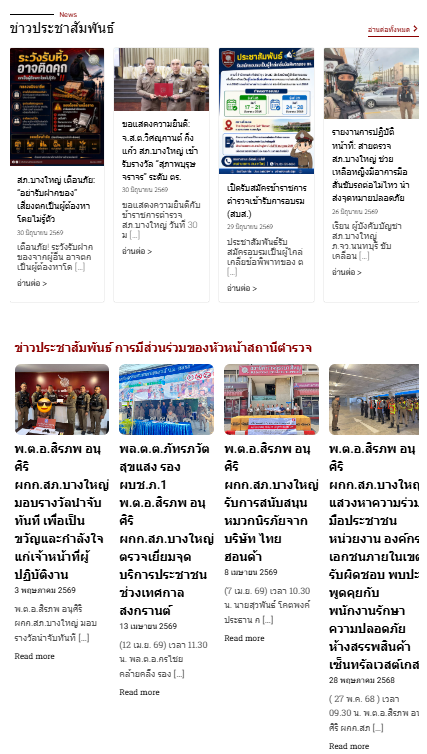 News
ข่าวประชาสัมพันธ์
อ่านต่อทั้งหมด >
ระวังรับหิ้ว
อาจติดคุก
สภ.บางใหญ่ เตือนภัย:
“อย่ารับฝากของ”
เสี่ยงตกเป็นผู้ต้องหา
โดยไม่รู้ตัว
30 มิถุนายน 2569
เตือนภัย! ระวังรับฝาก
ของจากผู้อื่น อาจตก
เป็นผู้ต้องหาโด [...]
อ่านต่อ >
ขอแสดงความยินดี:
จ.ส.ต.วิศณุกานต์ กิ่ง
แก้ว สภ.บางใหญ่ เข้า
รับรางวัล “สุภาพบุรุษ
จราจร” ระดับ ตร.
30 มิถุนายน 2569
ขอแสดงความยินดีกับ
ข้าราชการตำรวจ
สภ.บางใหญ่ วันที่ 30
ม [...]
อ่านต่อ >
ประชาสัมพันธ์
เปิดรับสมัครข้าราชการ
ตำรวจเข้ารับการอบรม
(สบส.)
29 มิถุนายน 2569
ประชาสัมพันธ์รับ
สมัครอบรมเป็นผู้ไกล่
เกลี่ยข้อพิพาทของ ต
[...]
อ่านต่อ >
รายงานการปฏิบัติ
หน้าที่: สายตรวจ
สภ.บางใหญ่ ช่วย
เหลือหญิงมีอาการมึน
สั่นขับรถต่อไม่ไหว นำ
ส่งจุดหมายปลอดภัย
26 มิถุนายน 2569
เรียน ผู้บังคับบัญชา
สภ.บางใหญ่
ภ.จว.นนทบุรี ขับ
เคลื่อน [...]
อ่านต่อ >
ข่าวประชาสัมพันธ์ การมีส่วนร่วมของหัวหน้าสถานีตำรวจ
พ.ต.อ.สิรภพ อนุ
ศิริ
ผกก.สภ.บางใหญ่
มอบรางวัลนำจับ
ทันที เพื่อเป็น
ขวัญและกำลังใจ
แก่เจ้าหน้าที่ผู้
ปฏิบัติงาน
3 พฤษภาคม 2569
พ.ต.อ.สิรภพ อนุศิริ
ผกก.สภ.บางใหญ่ มอบ
รางวัลนำจับทันที [...]
Read more
พล.ต.ต.ภัทรภวัต
สุขแสง รอง
ผบช.ภ.1
พ.ต.อ.สิรภพ อนุ
ศิริ
ผกก.สภ.บางใหญ่
ตรวจเยี่ยมจุด
บริการประชาชน
ช่วงเทศกาล
สงกรานต์
13 เมษายน 2569
(12 เม.ย. 69) เวลา 11.30
น. พล.ต.อ.กรไชย
คล้ายคลึง รอง [...]
Read more
พ.ต.อ.สิรภพ อนุ
ศิริ
ผกก.สภ.บางใหญ่
รับการสนับสนุน
หมวกนิรภัยจาก
บริษัท ไทย
ฮอนด้า
8 เมษายน 2569
(7 เม.ย. 69) เวลา 10.30
น. นายสุวพันธ์ โคตพงค์
ประธาน ก [...]
Read more
พ.ต.อ.สิรภพ อนุ
ศิริ
ผกก.สภ.บางใหญ่
แสวงหาความร่วม
มือประชาชน
หน่วยงาน องค์กร
เอกชนภายในเขต
รับผิดชอบ พบปะ
พูดคุยกับ
พนักงานรักษา
ความปลอดภัย
ห้างสรรพสินค้า
เซ็นทรัลเวสต์เกต
28 พฤษภาคม 2568
( 27 พ.ค. 68 ) เวลา
09.30 น. พ.ต.อ.สิรภพ อนุ
ศิริ ผกก.สภ [...]
Read more